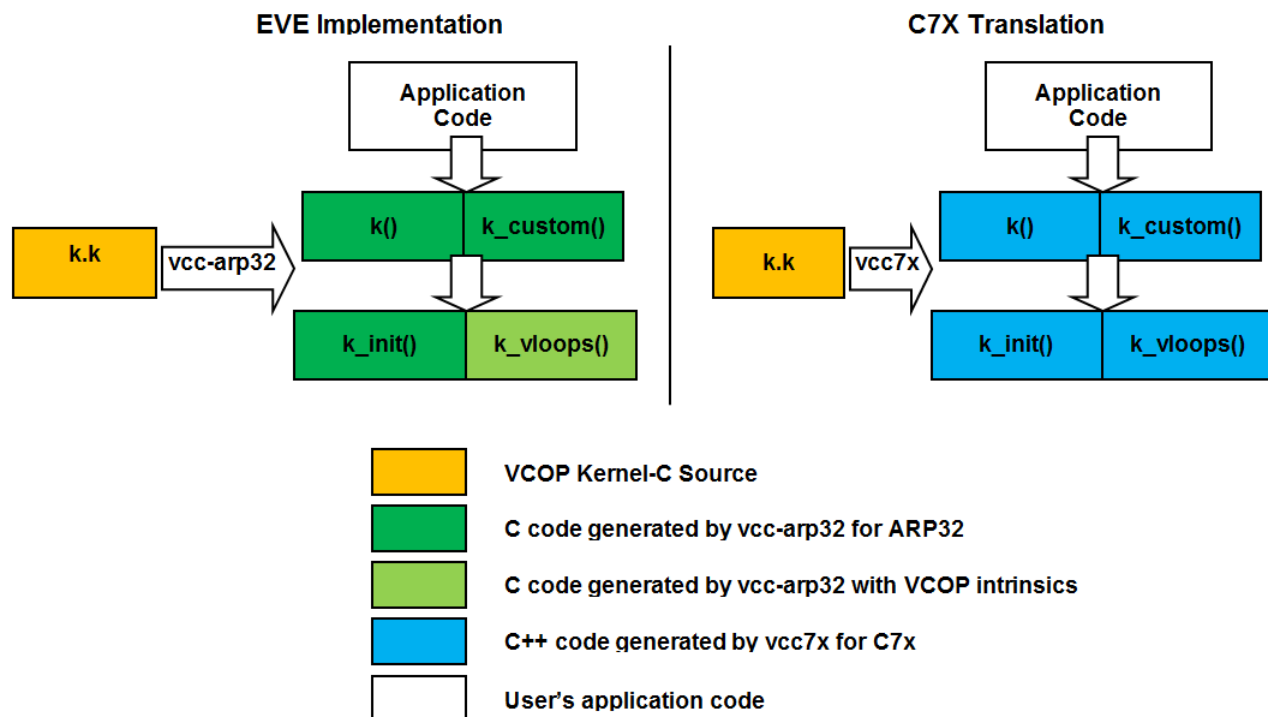 EVE Implementation
C7X Translation
Application
Code
Application
Code
k()
k_custom()
k()
k_custom()
k.k
vcc-arp32
k.k
vcc7x
k_init()
k_vloops()
k_init()
k_vloops()
VCOP Kernel-C Source
C code generated by vcc-arp32 for ARP32
C code generated by vcc-arp32 with VCOP intrinsics
C++ code generated by vcc7x for C7x
User's application code